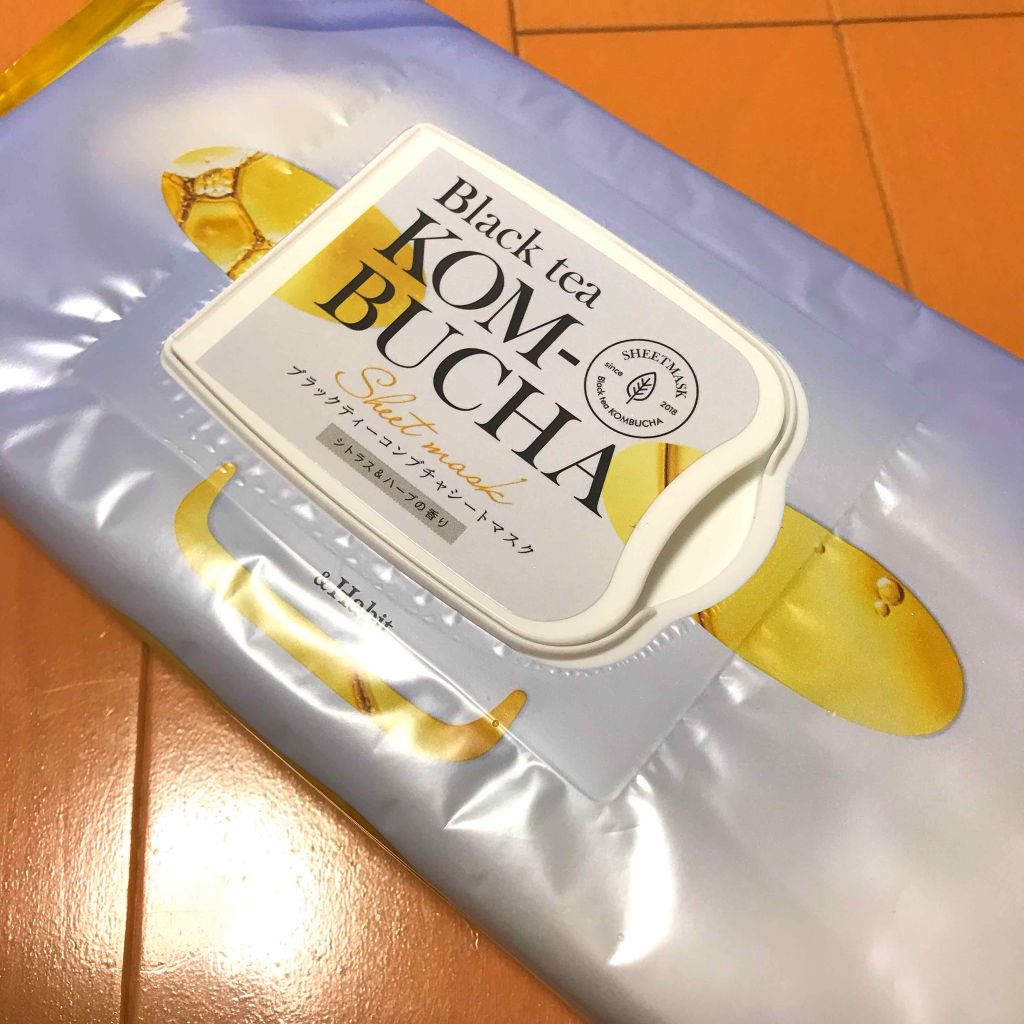 Black tea
KOM-
BUCHA
Sheet mask
ブラックティーコンブチャシートマスク
シトラス&ハーブの香り
SHEETMASK
since
2018
Black tea KOMBUCHA
&Habit